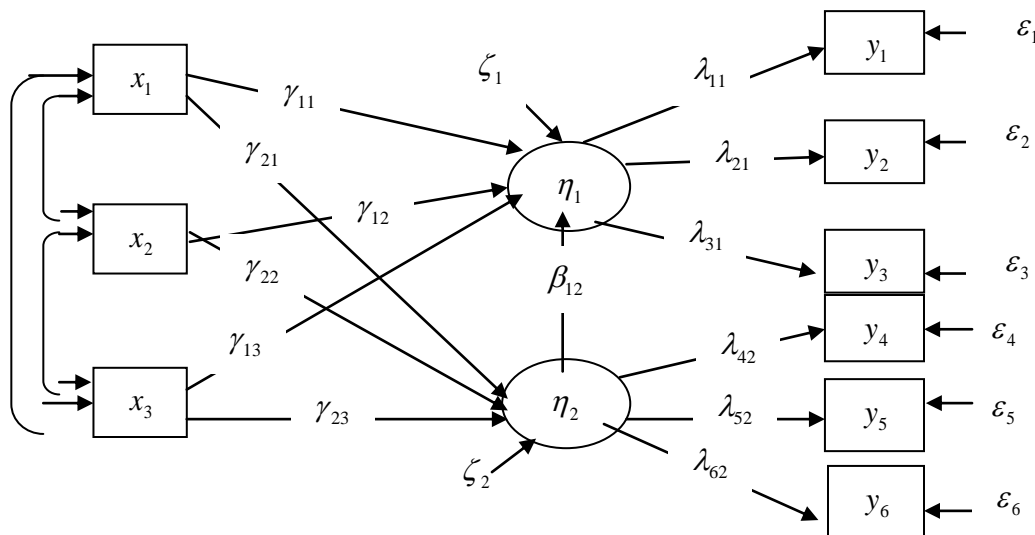 x₁
x₂
x₃
γ₁₁
γ₂₁
γ₁₂
γ₂₂
γ₁₃
γ₂₃
ζ₁
η₁
β₁₂
η₂
ζ₂
λ₁₁
λ₂₁
λ₃₁
λ₄₂
λ₅₂
λ₆₂
y₁
y₂
y₃
y₄
y₅
y₆
ε₁
ε₂
ε₃
ε₄
ε₅
ε₆